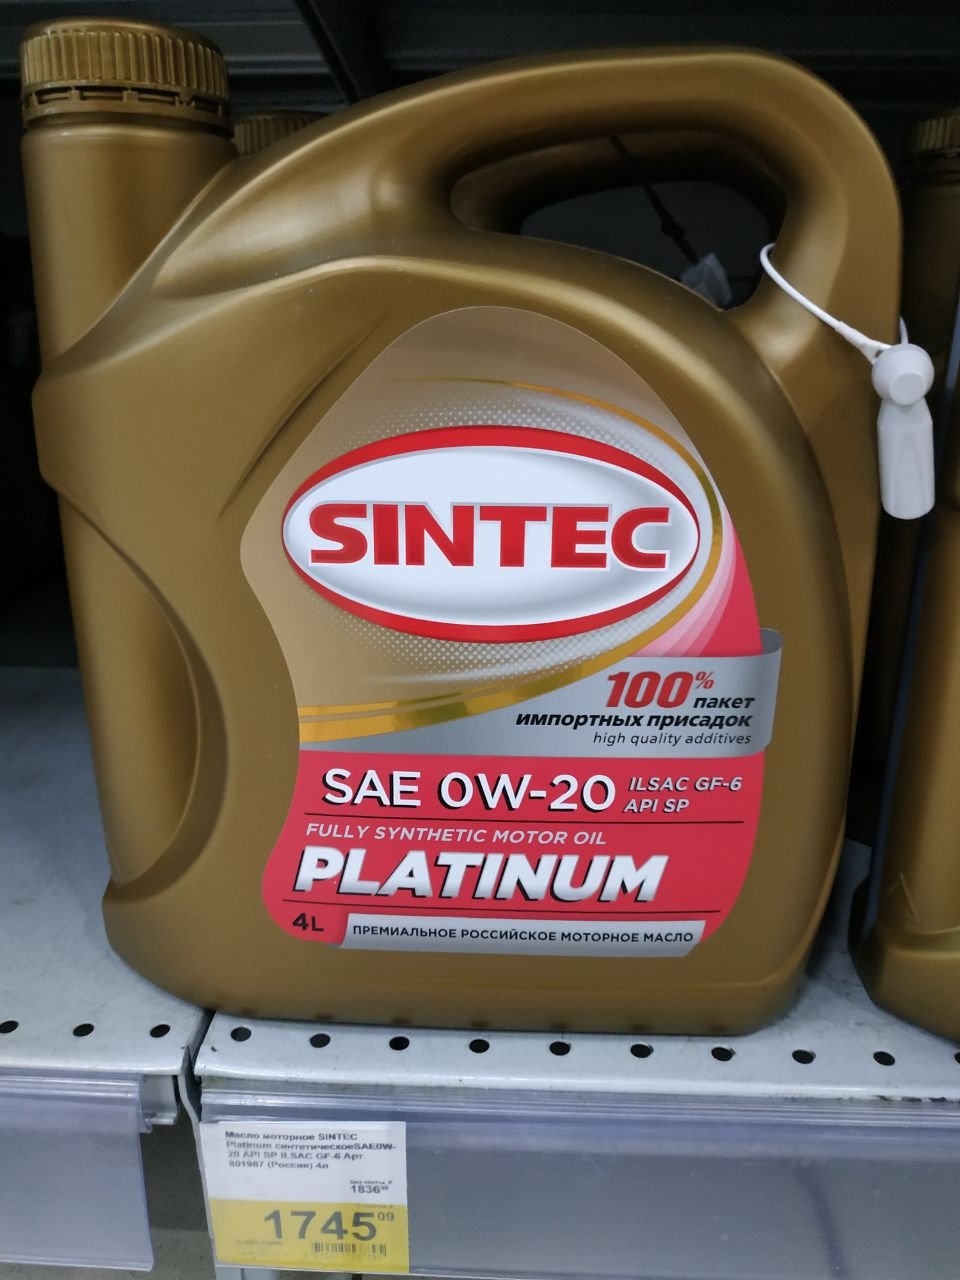 SINTEC
100%
пакет
импортных присадок
high quality additives
SAE 0W-20
ILSAC GF-6
API SP
FULLY SYNTHETIC MOTOR OIL
PLATINUM
4L
ПРЕМИАЛЬНОЕ РОССИЙСКОЕ МОТОРНОЕ МАСЛО
Масло моторное SINTEC
Platinum синтетическоеSAE0W-
20 API SP ILSAC GF-6 Арт.
801987 (Россия) 4л
1836
1745 09